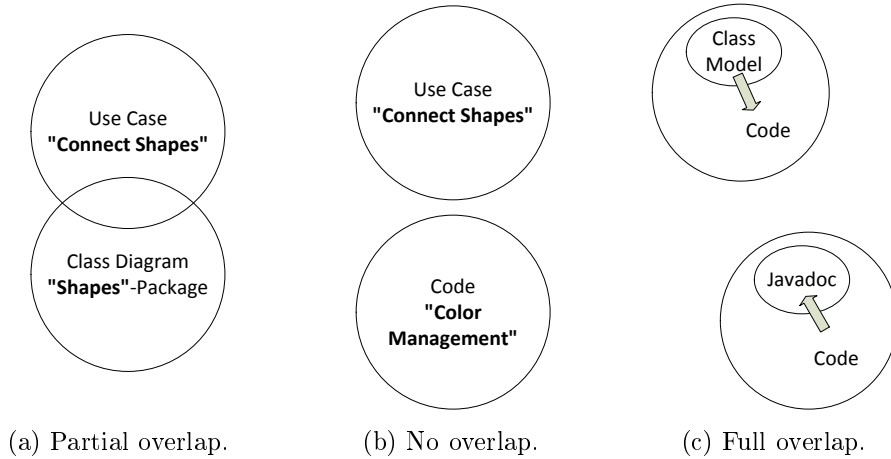 Use Case
"Connect Shapes"
Class Diagram
"Shapes"-Package
(a) Partial overlap.
Use Case
"Connect Shapes"
Code
"Color
Management"
(b) No overlap.
Class
Model
Code
Javadoc
Code
(c) Full overlap.